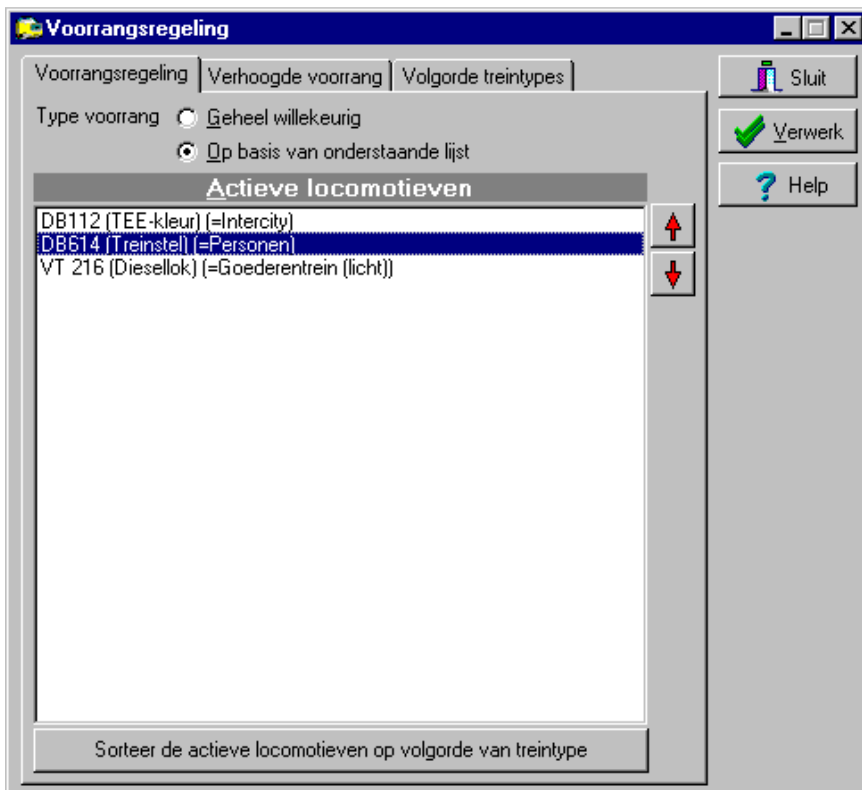 Voorrangsregeling
Voorrangsregeling Verhoogde voorrang Volgorde treintypes
Type voorrang Geheel willekeurig
Op basis van onderstaande lijst
Actieve locomotieven
DB112 (TEE-kleur) (=Intercity)
DB614 (Treinstel) (=Personen)
VT 216 (Diesellok) (=Goederentrein (licht))
Sorteer de actieve locomotieven op volgorde van treintype
Sluit
Verwerk
Help